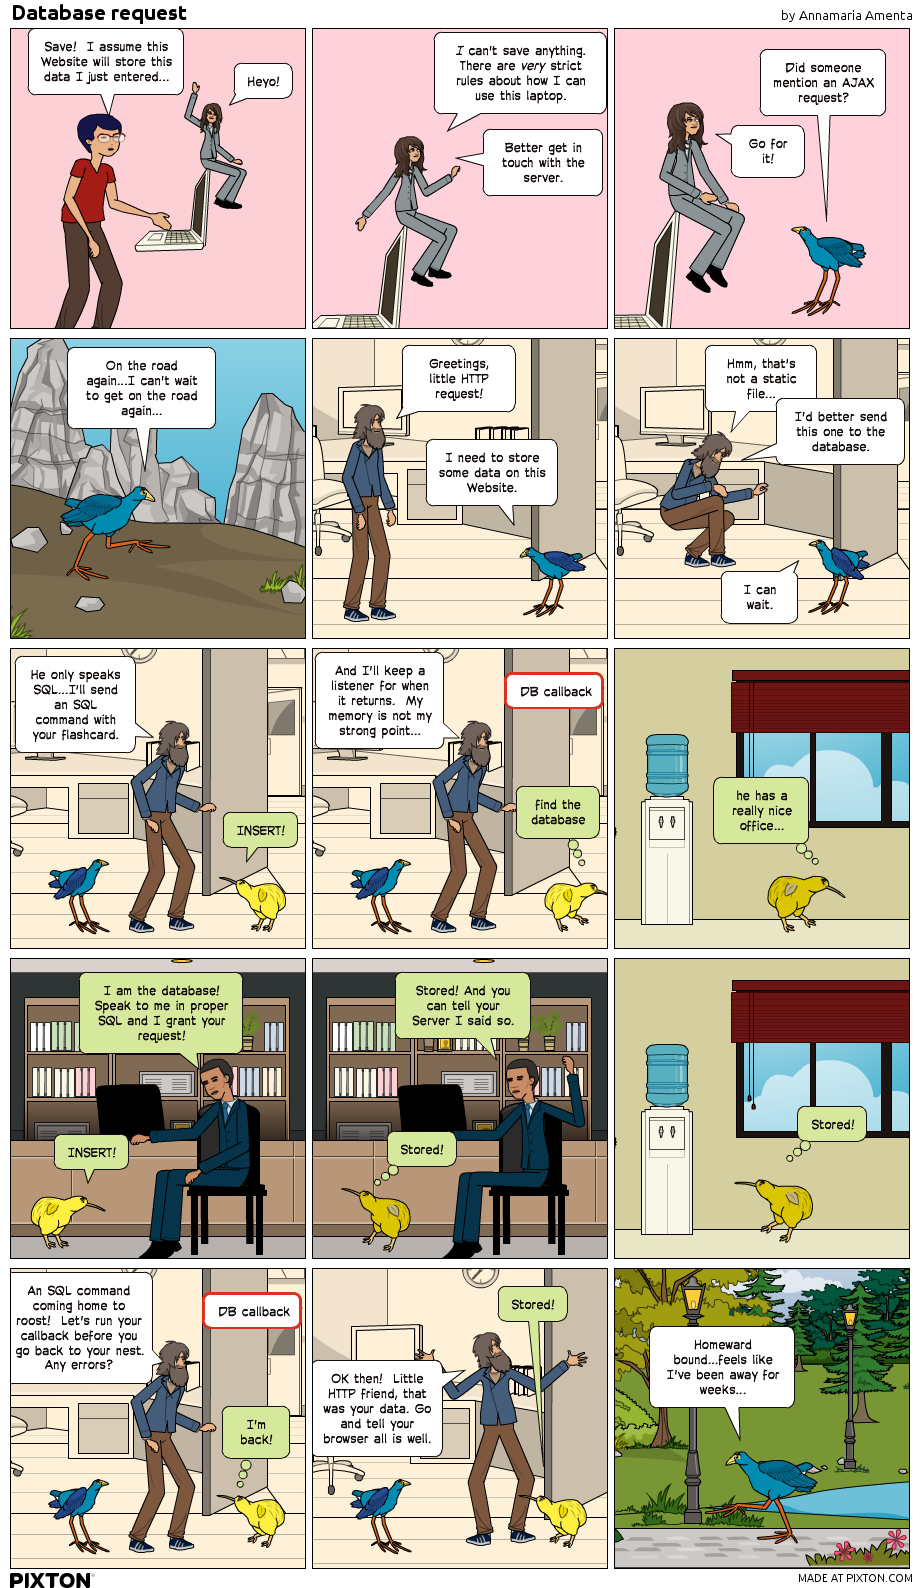 Database request
by Annamaria Amenta
Save! I assume this
Website will store this
data I just entered...
Heyo!
I can't save anything.
There are very strict
rules about how I can
use this laptop.
Better get in
touch with the
server.
Did someone
mention an AJAX
request?
Go for
it!
On the road
again...I can't wait
to get on the road
again...
Greetings,
little HTTP
request!
I need to store
some data on this
Website.
Hmm, that's
not a static
file...
I'd better send
this one to the
database.
I can
wait.
He only speaks
SQL...I'll send
an SQL
command with
your flashcard.
INSERT!
And I'll keep a
listener for when
it returns. My
memory is not my
strong point...
DB callback
find the
database
he has a
really nice
office...
I am the database!
Speak to me in proper
SQL and I grant your
request!
INSERT!
Stored! And you
can tell your
Server I said so.
Stored!
Stored!
An SQL command
coming home to
roost! Let's run your
callback before you
go back to your nest.
Any errors?
DB callback
I'm
back!
Stored!
OK then! Little
HTTP friend, that
was your data. Go
and tell your
browser all is well.
Homeward
bound...feels like
I've been away for
weeks...
PIXTON
MADE AT PIXTON.COM